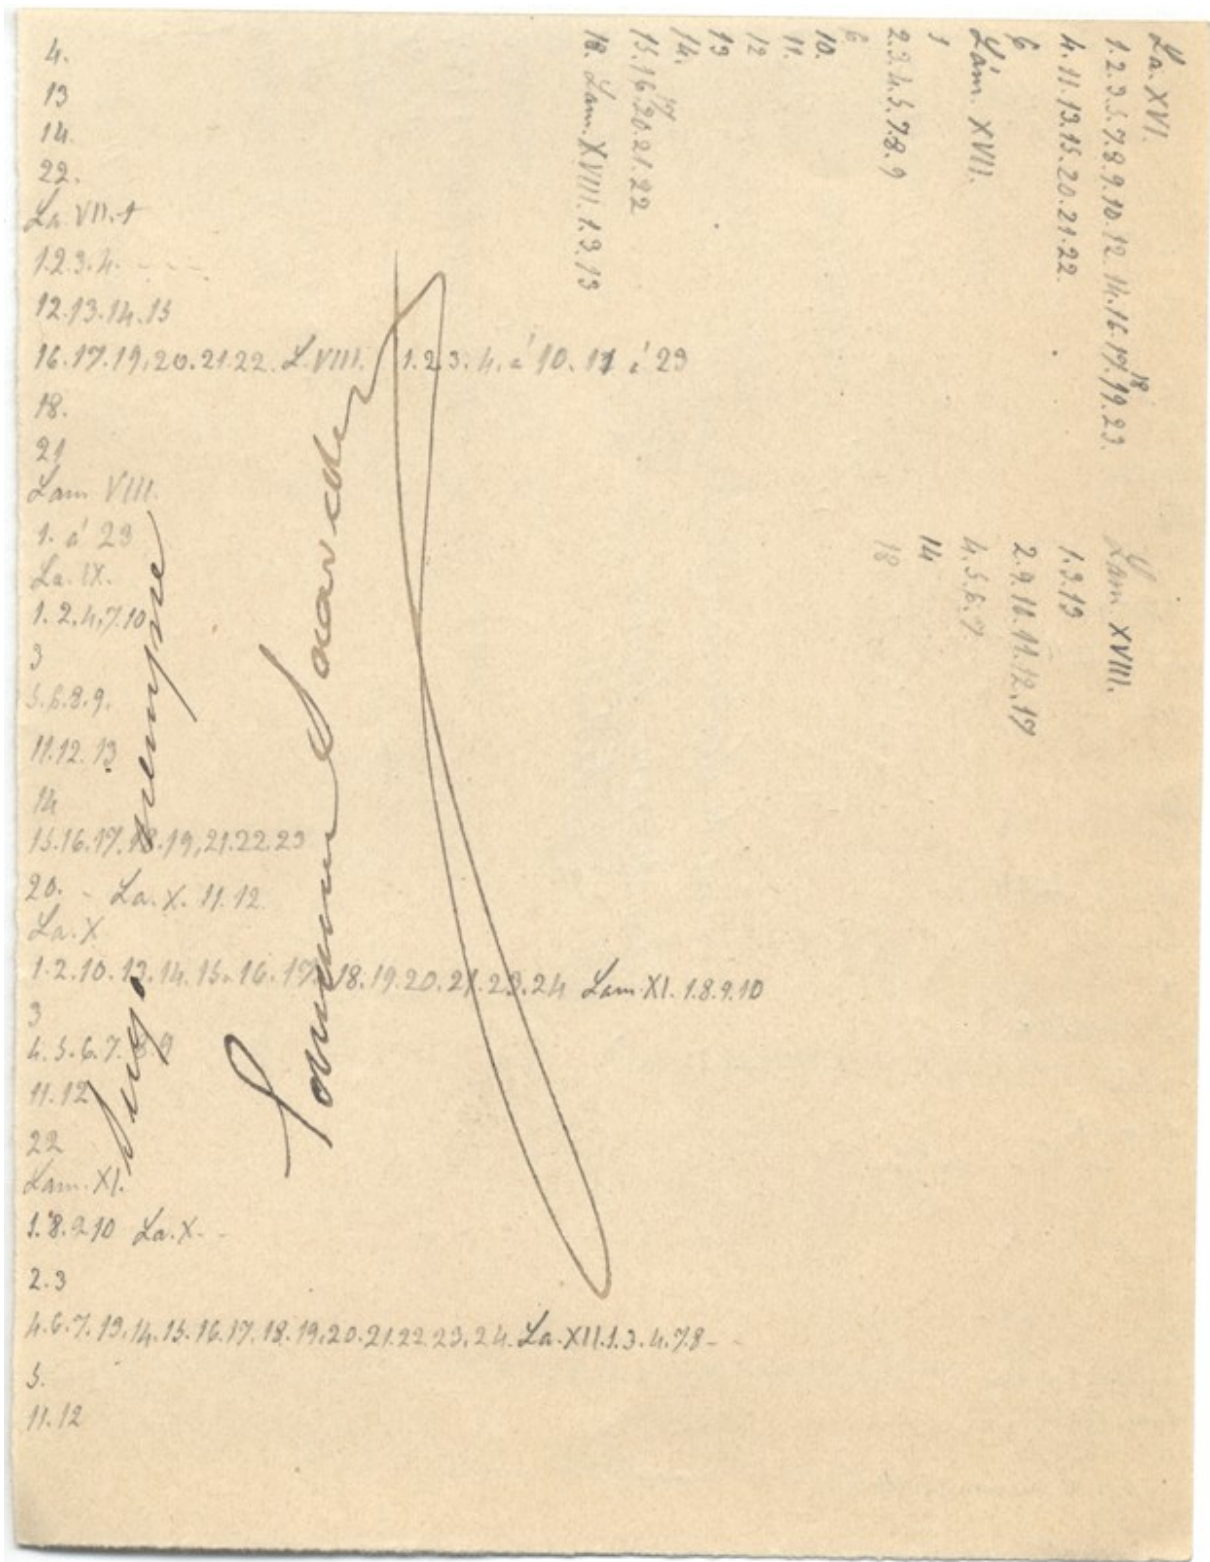 4.
13
14.
22.
La. VII. 1
1.2.3.4. - - -
12.13.14.15
16.17.19.20.21.22. L. VIII. 1.2.3.4. á 10. 11 á 23
18.
21
Lam VIII.
1. á 23
La. IX.
1.2.4.7.10
3
5.6.8.9.
11.12.13
14
15.16.17.18.19,21.22.23
20. - La. X. 11.12.
La. X
1.2.10.13.14.15.16.17.18.19.20.21.23.24 Lam. XI. 1.8.9.10
3
4.5.6.7.8.9
11.12
22
Lam. XI.
1.8.9.10 La. X. - -
2.3
4.6.7.13.14.15.16.17.18.19.20.21.22.23.24. La. XII. 1.3.4.7.8 - -
5.
11.12
siempre
La. XVI.
1.2.3.5.7.8.9.10.12.14.16.17.18.19.23.
4.11.13.15.20.21.22.
6
Lám. XVII.
1
2.3.4.5.7.8.9
6
10.
11.
12
13
14.
15.16.17.20.21.22
18. Lam. XVIII. 1.3.13
Lam. XVIII.
1.3.13
4.5.6.7
14
18